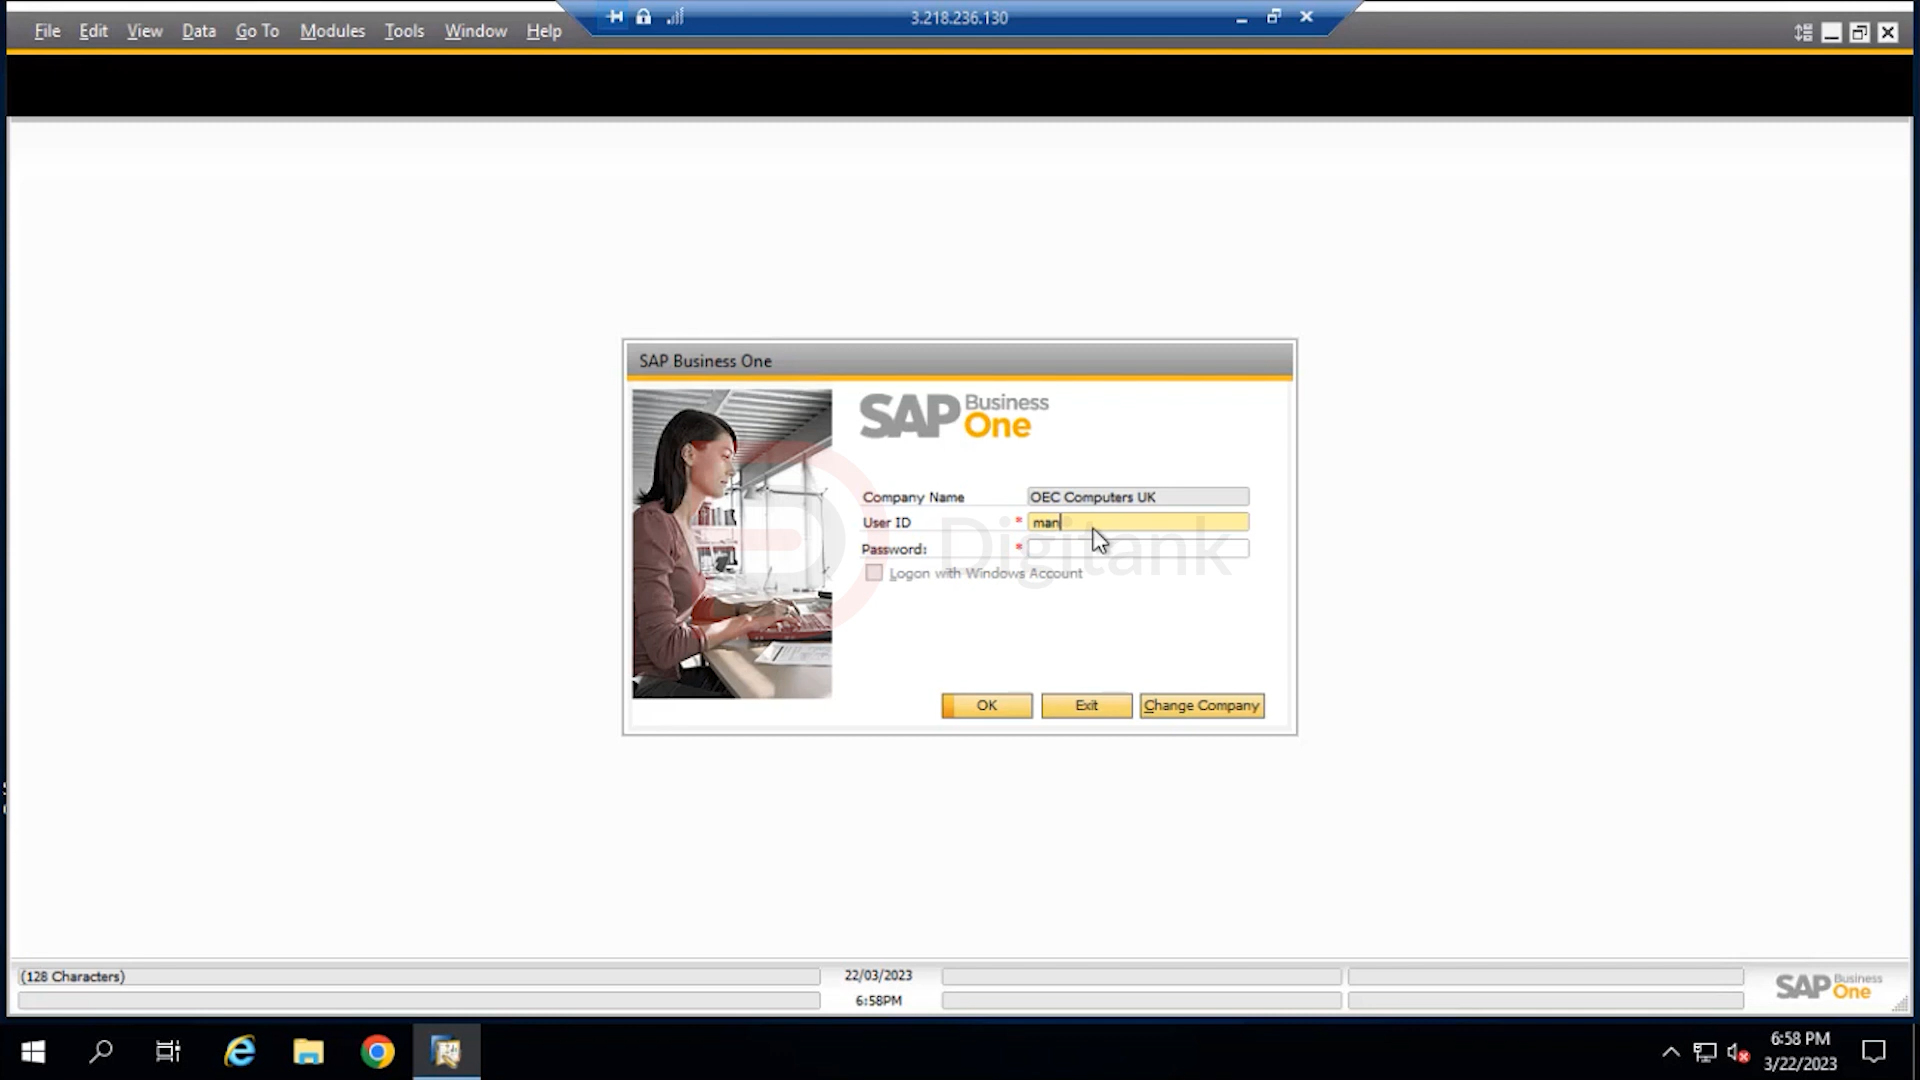 3.218.236.130
File Edit View Data Go To Modules Tools Window Help
SAP Business One
SAP Business One
Company Name OEC Computers UK
User ID * man
Password: *
Logon with Windows Account
Digitank
OK Exit Change Company
(128 Characters) 22/03/2023
6:58PM
SAP Business One
6:58 PM
3/22/2023